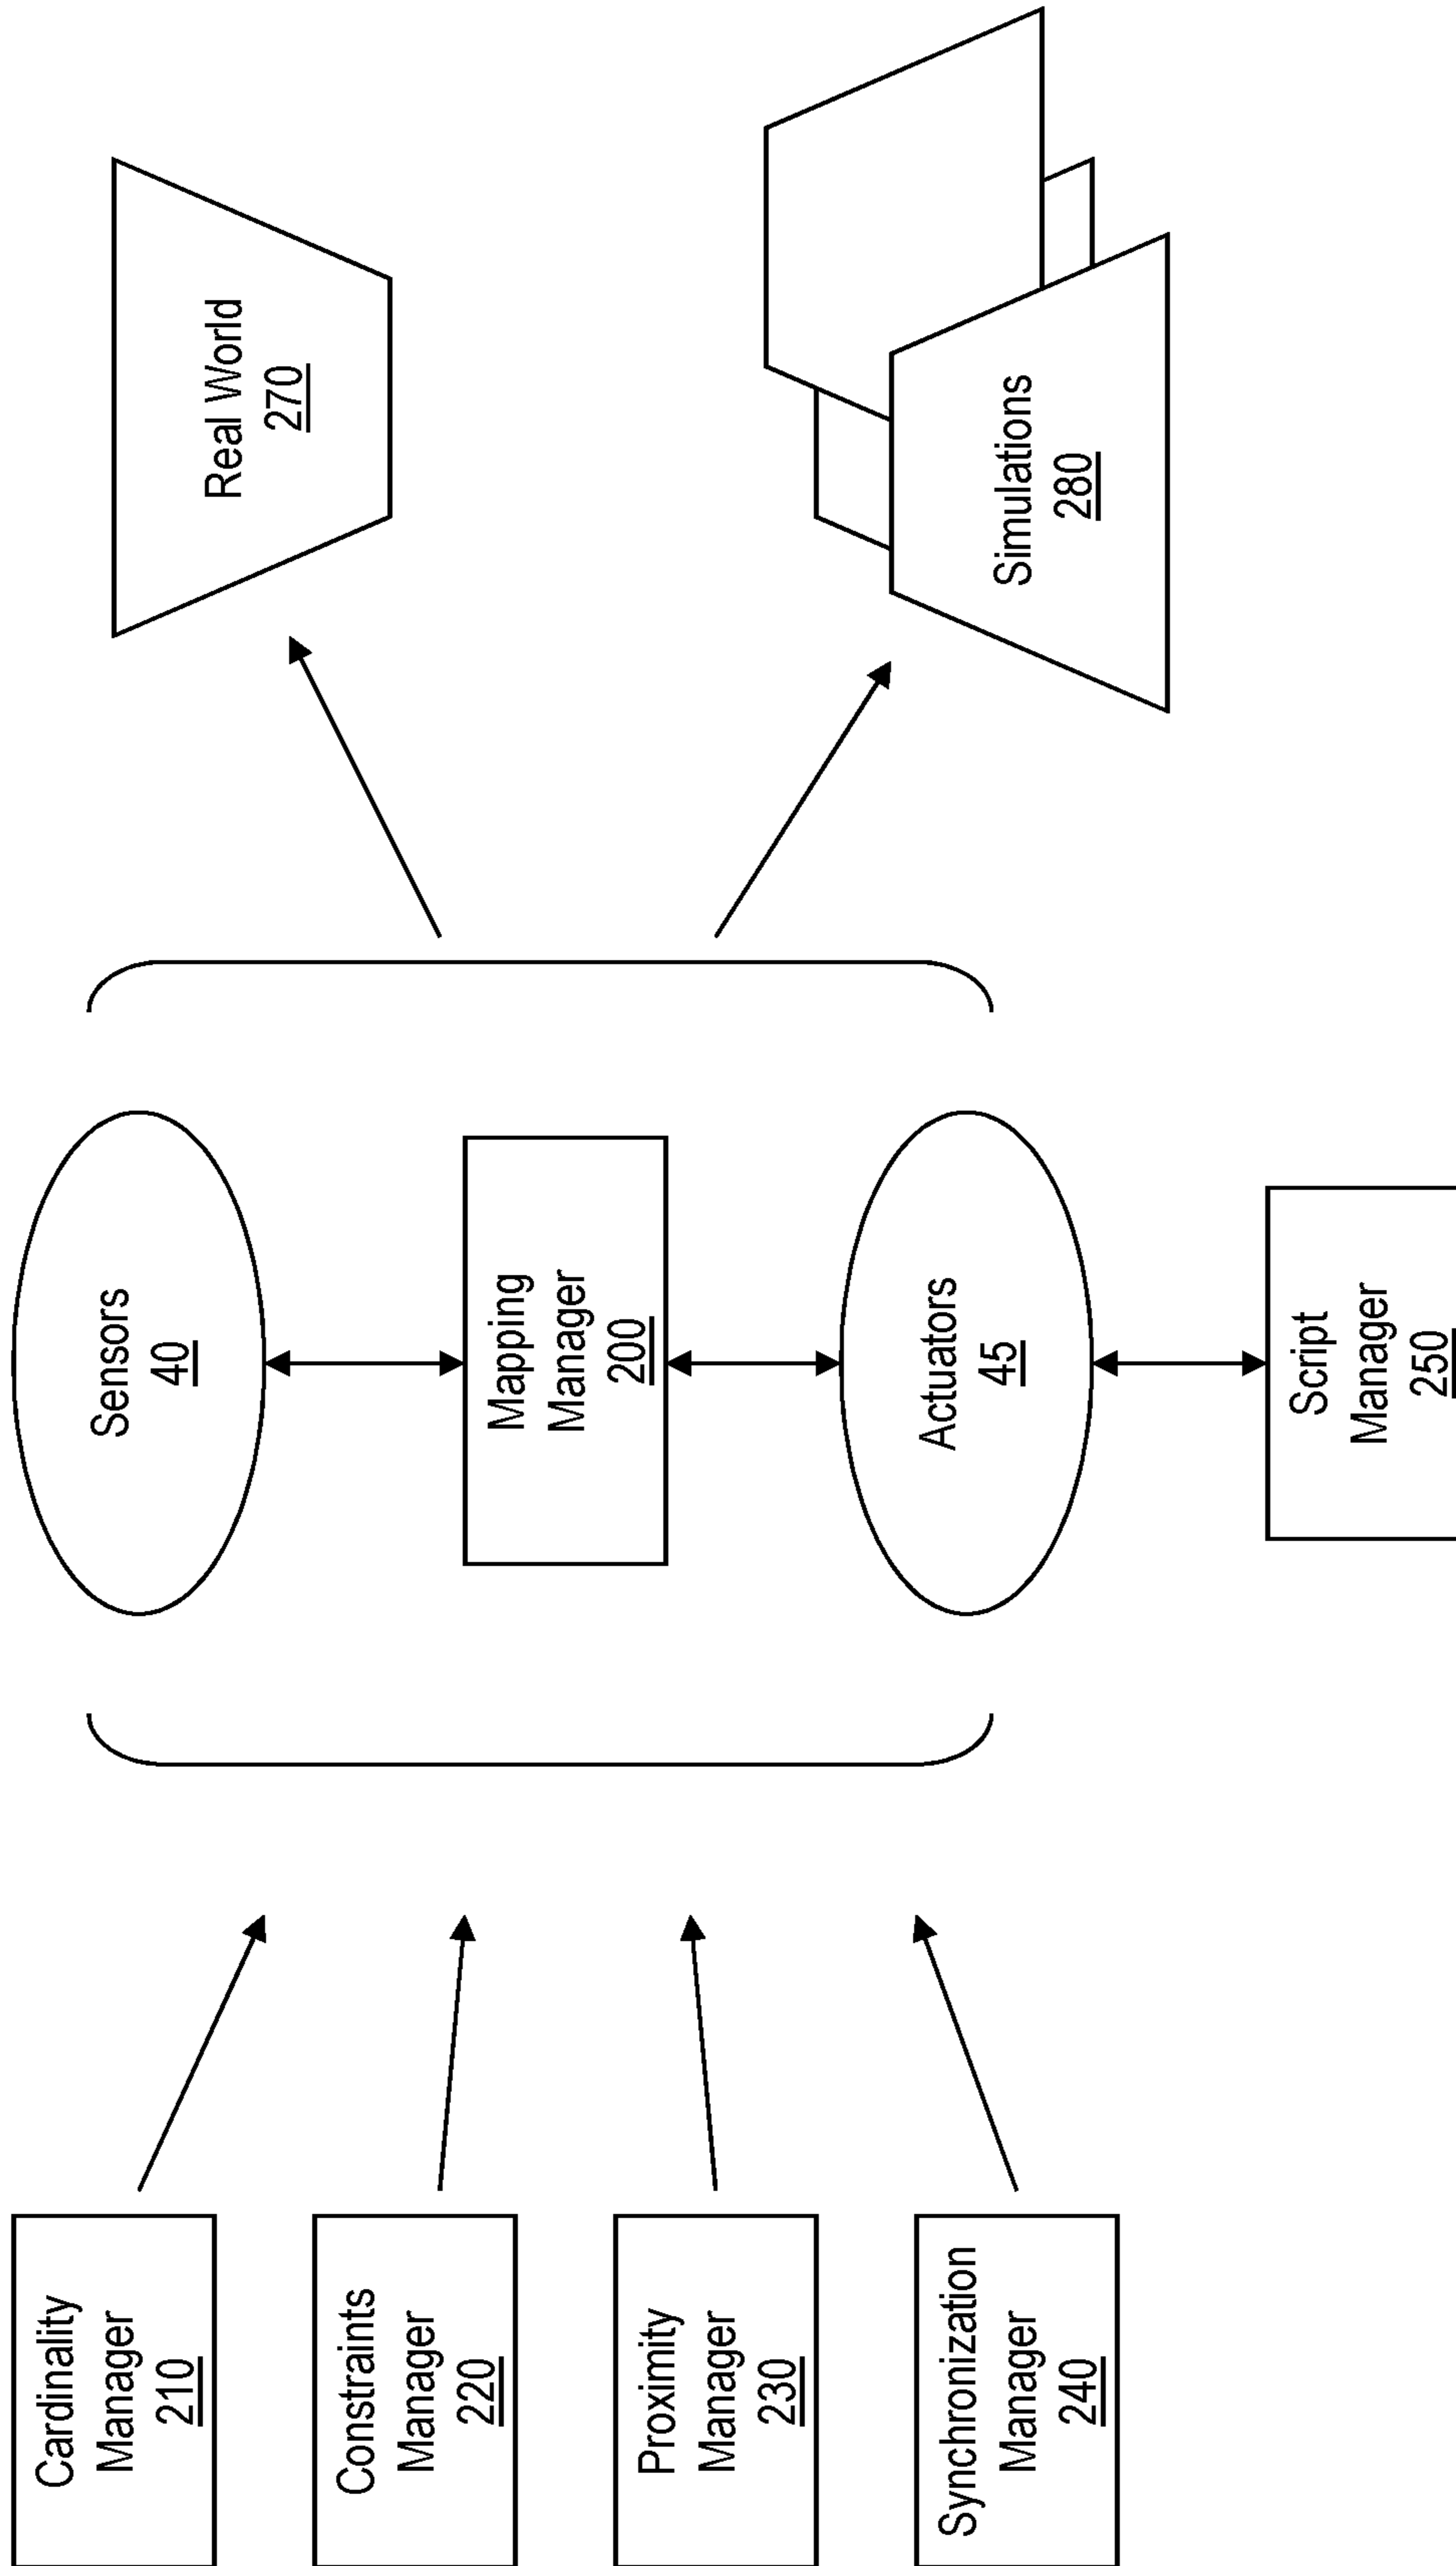 Cardinality
Manager
210
Constraints
Manager
220
Proximity
Manager
230
Synchronization
Manager
240
Sensors
40
Mapping
Manager
200
Actuators
45
Script
Manager
250
Real World
270
Simulations
280